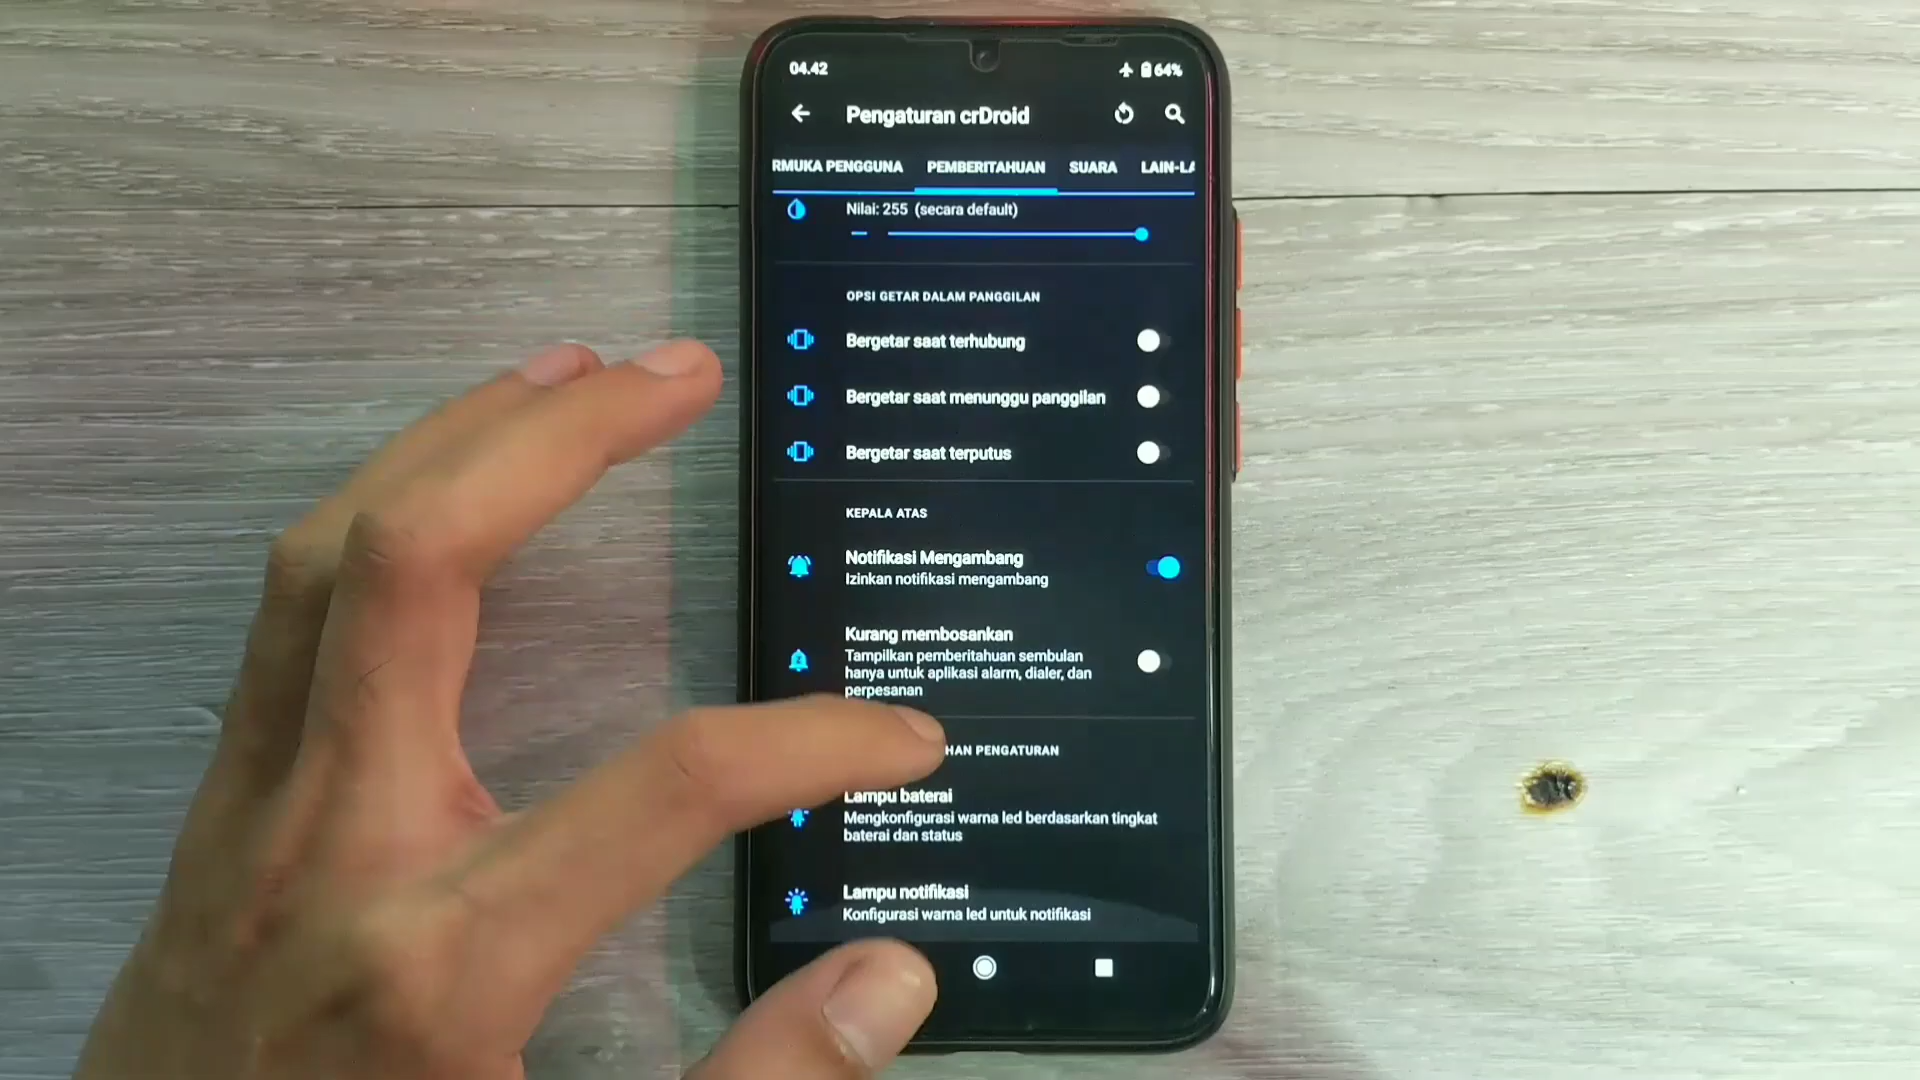 04.42
64%
Pengaturan crDroid
RMUKA PENGGUNA PEMBERITAHUAN SUARA LAIN-LA
Nilai: 255 (secara default)
OPSI GETAR DALAM PANGGILAN
Bergetar saat terhubung
Bergetar saat menunggu panggilan
Bergetar saat terputus
KEPALA ATAS
Notifikasi Mengambang
Izinkan notifikasi mengambang
Kurang membosankan
Tampilkan pemberitahuan sembulan
hanya untuk aplikasi alarm, dialer, dan
perpesanan
HAN PENGATURAN
Lampu baterai
Mengkonfigurasi warna led berdasarkan tingkat
baterai dan status
Lampu notifikasi
Konfigurasi warna led untuk notifikasi